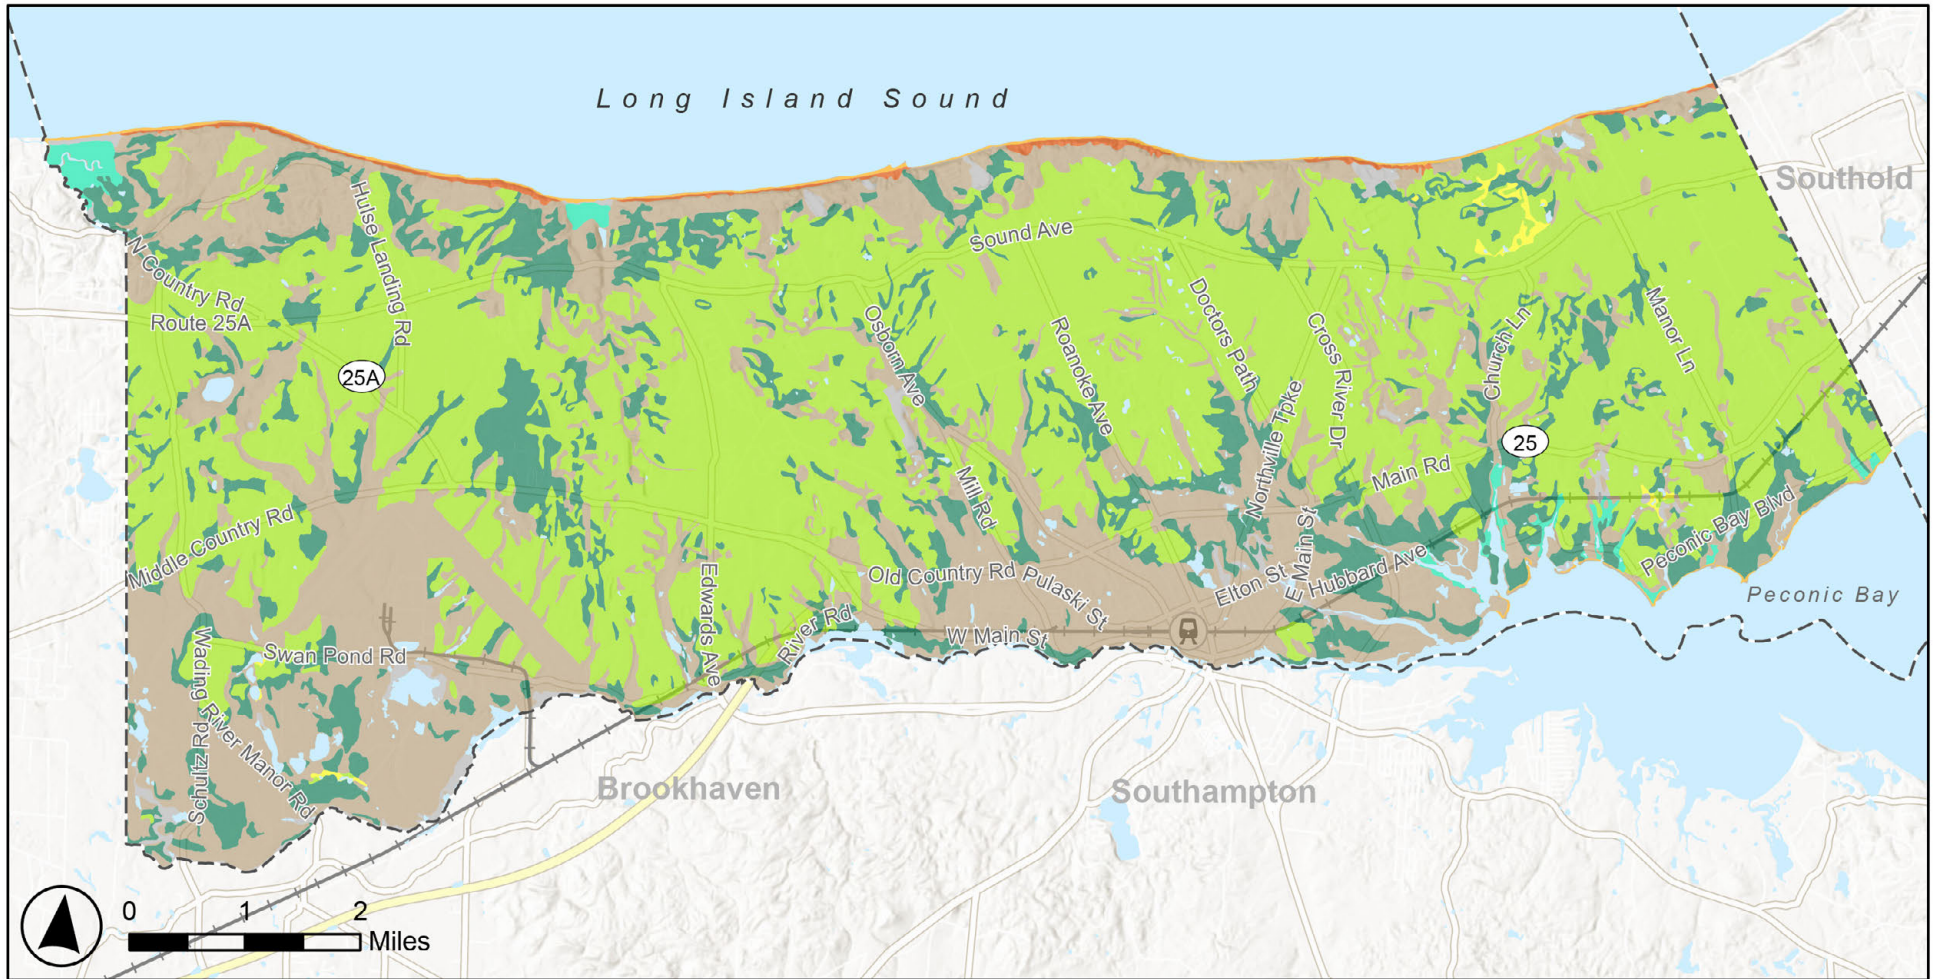 Long Island Sound
Southold
Hulse Landing Rd
Sound Ave
N Country Rd
Route 25A
Osborn Ave
Doctors Path
Manor Ln
Church Ln
Roanoke Ave
Cross River Dr
25A
Northville Tpke
25
Main Rd
Mill Rd
Middle Country Rd
Peconic Bay Blvd
Edwards Ave
Old Country Rd
Pulaski St
Elton St
E Main St
Hubbard Ave
Peconic Bay
River Rd
W Main St
Swan Pond Rd
Wading River Manor Rd
Schultz Rd
Brookhaven
Southampton
0 1 2
Miles